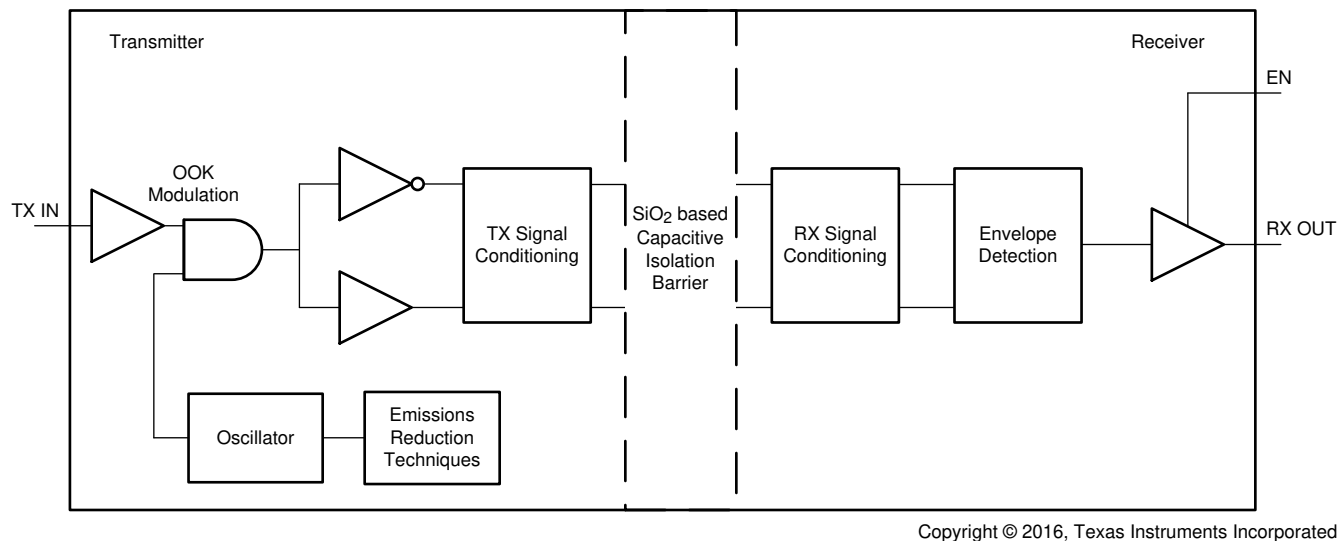 Transmitter
Receiver
EN
OOK
Modulation
TX IN
TX Signal
Conditioning
SiO2 based
Capacitive
Isolation
Barrier
RX Signal
Conditioning
Envelope
Detection
RX OUT
Oscillator
Emissions
Reduction
Techniques
Copyright © 2016, Texas Instruments Incorporated